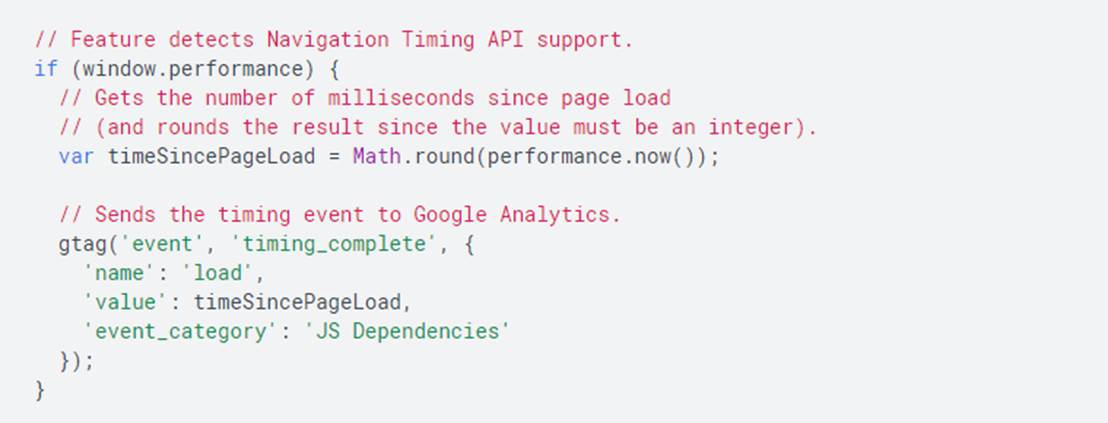 // Feature detects Navigation Timing API support.
if (window.performance) {
  // Gets the number of milliseconds since page load
  // (and rounds the result since the value must be an integer).
  var timeSincePageLoad = Math.round(performance.now());

  // Sends the timing event to Google Analytics.
  gtag('event', 'timing_complete', {
    'name': 'load',
    'value': timeSincePageLoad,
    'event_category': 'JS Dependencies'
  });
}